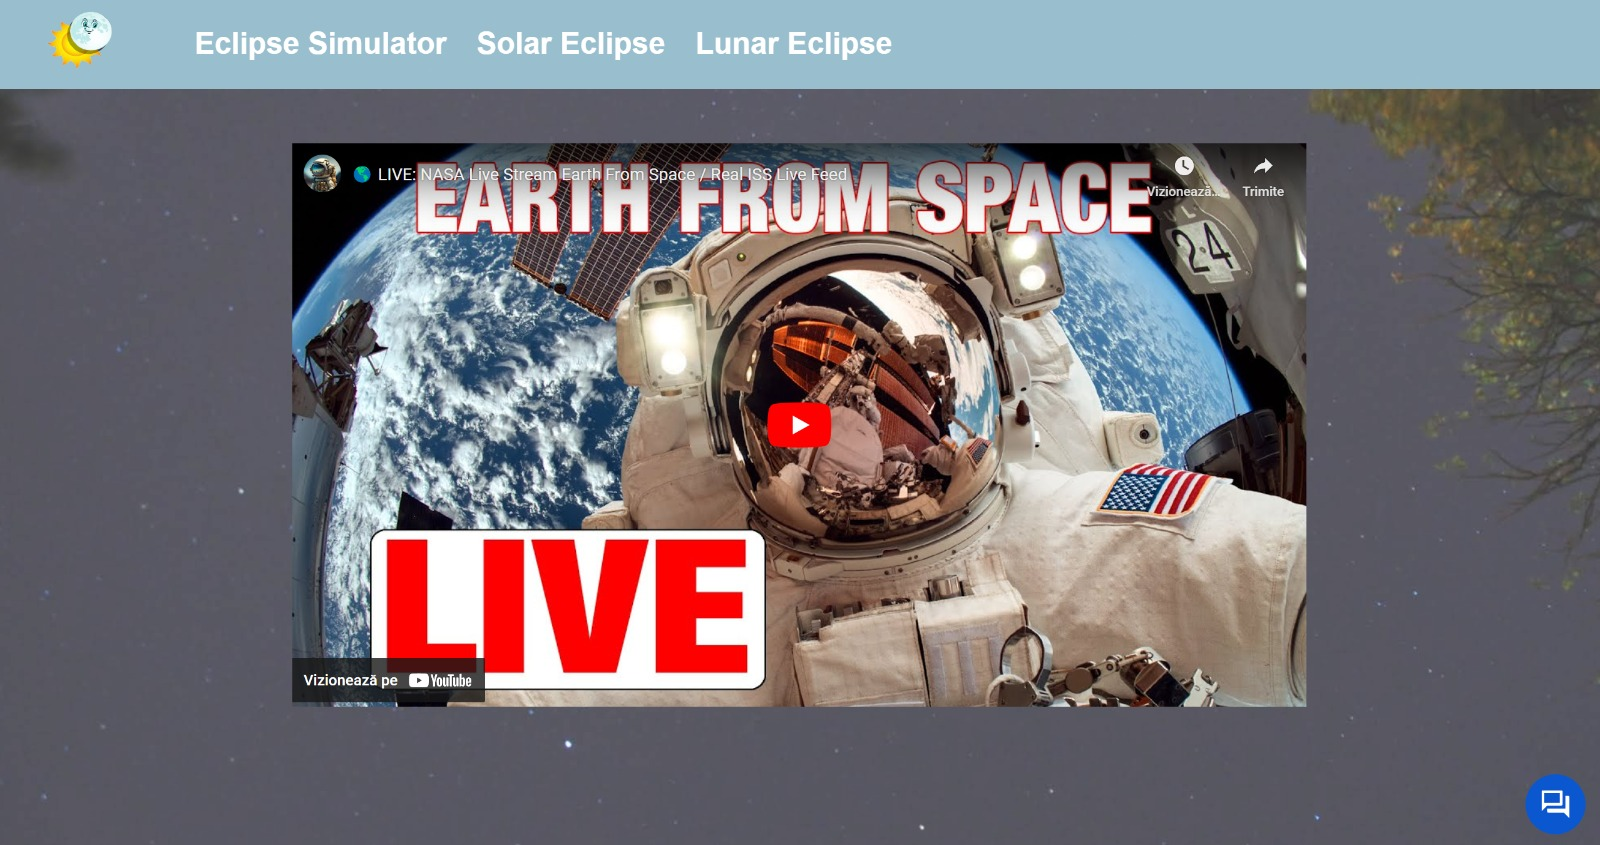 Eclipse Simulator Solar Eclipse Lunar Eclipse
LIVE: NASA Live Stream Earth From Space / Real ISS Live Feed
Vizionează... Trimite
EARTH FROM SPACE
24
LIVE
Vizionează pe YouTube